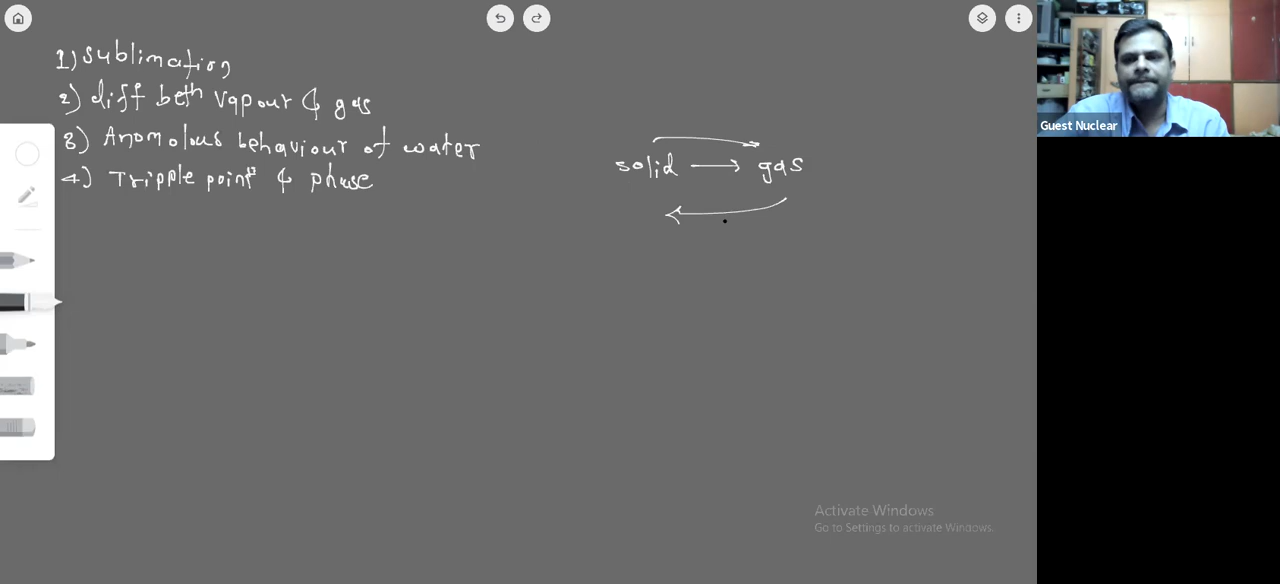 1) Sublimation
2) diff beth Vapour & gas
3) Anomolous behaviour of water
4) Tripple point & phase
solid → gas
Guest Nuclear
Activate Windows
Go to Settings to activate Windows.